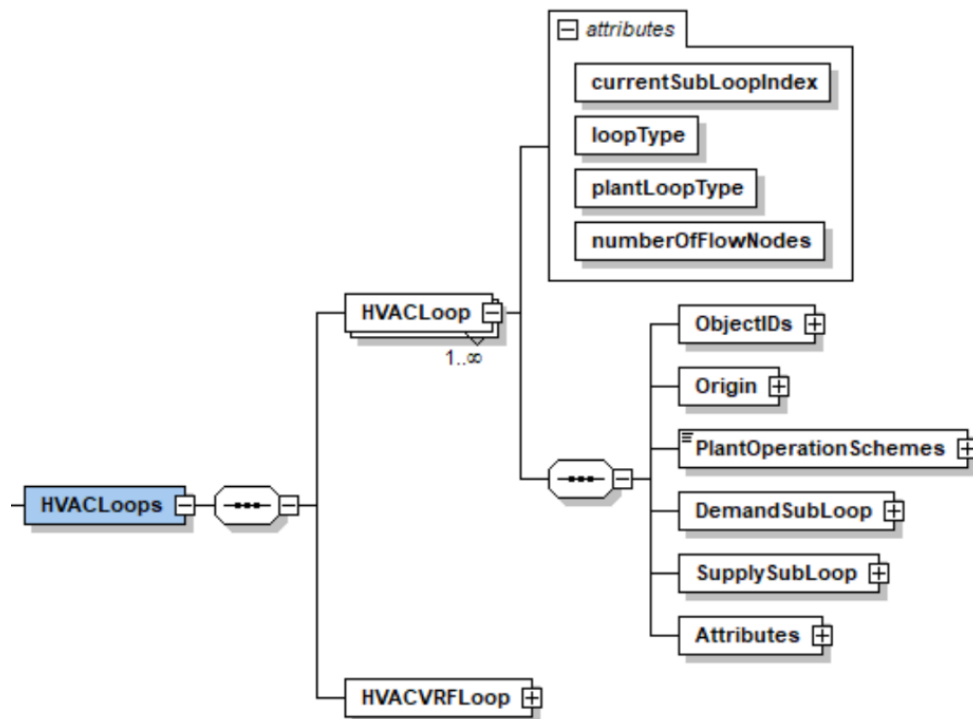 attributes
currentSubLoopIndex
loopType
plantLoopType
numberOfFlowNodes
HVACLoop
1..∞
ObjectIDs
Origin
PlantOperationSchemes
HVACLoops
DemandSubLoop
SupplySubLoop
Attributes
HVACVRFLoop